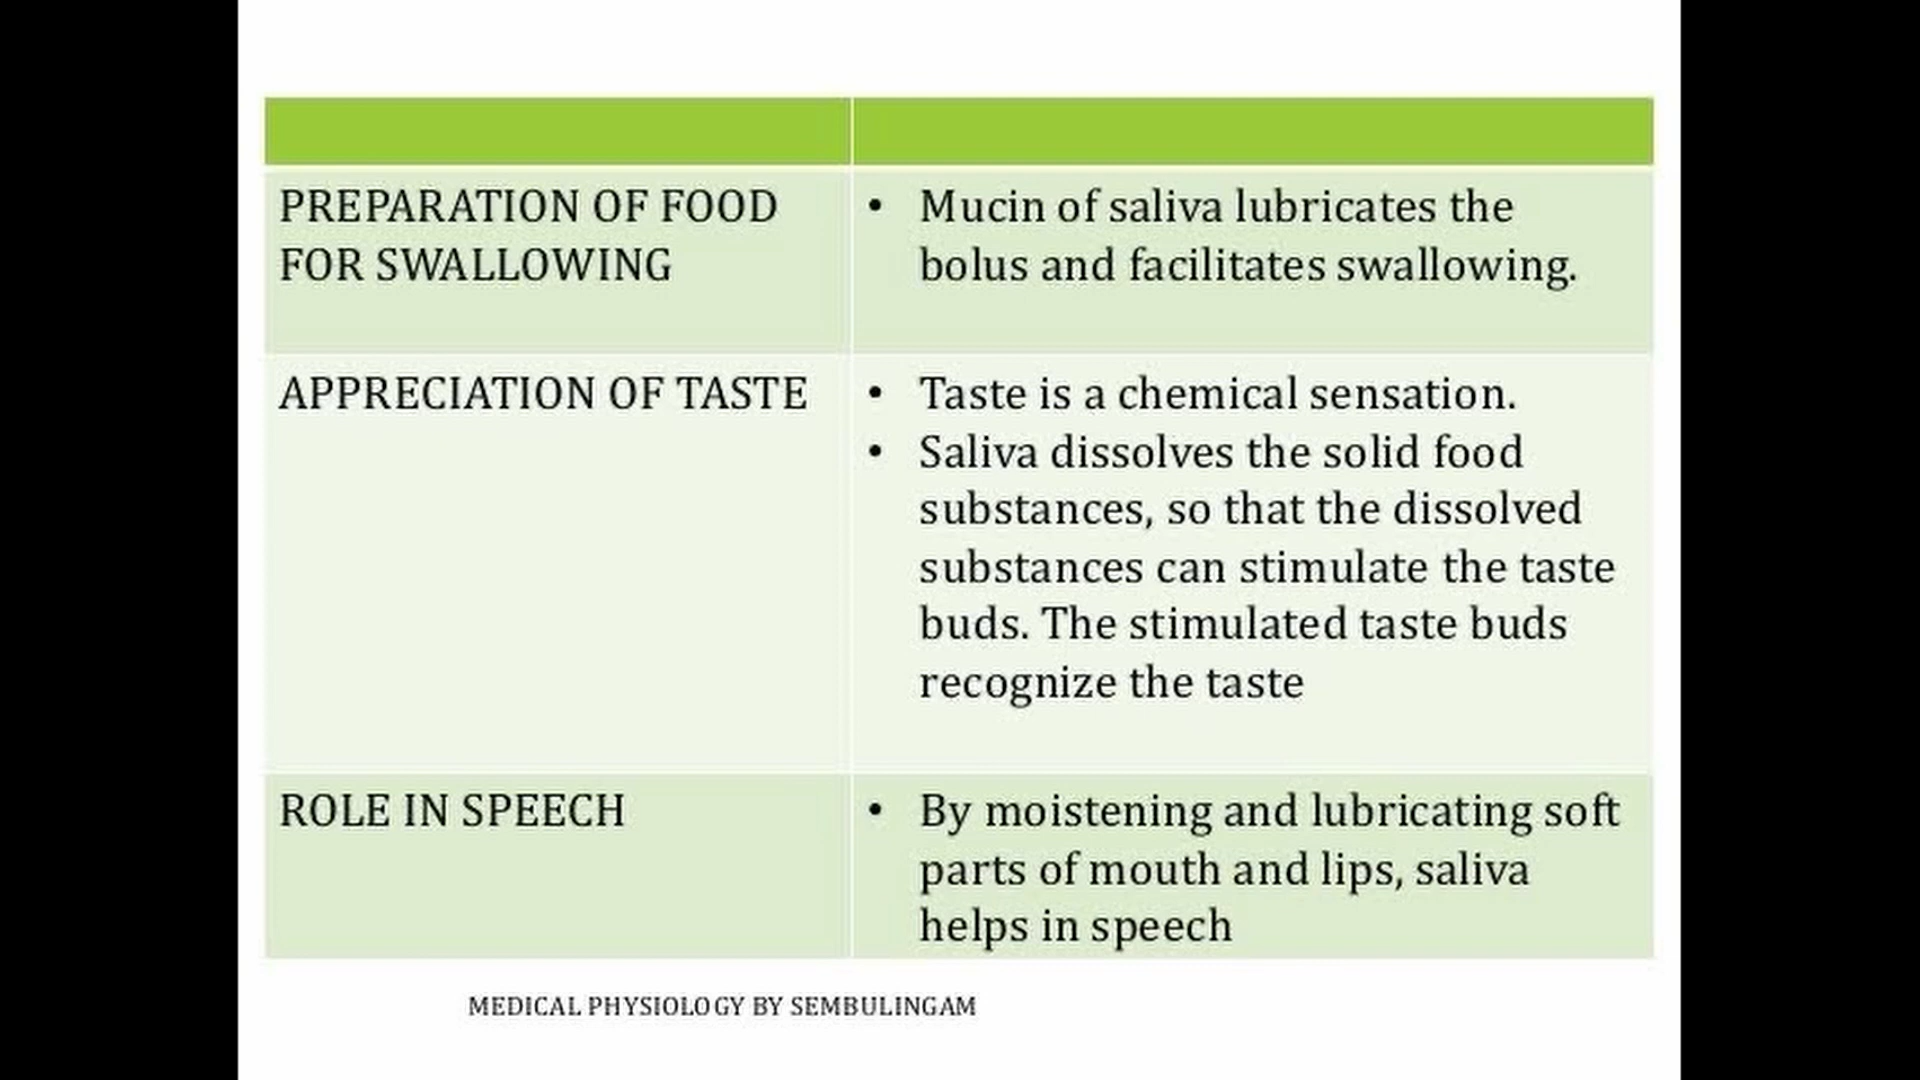 PREPARATION OF FOOD
FOR SWALLOWING
• Mucin of saliva lubricates the
bolus and facilitates swallowing.
APPRECIATION OF TASTE
• Taste is a chemical sensation.
• Saliva dissolves the solid food
substances, so that the dissolved
substances can stimulate the taste
buds. The stimulated taste buds
recognize the taste
ROLE IN SPEECH
• By moistening and lubricating soft
parts of mouth and lips, saliva
helps in speech
MEDICAL PHYSIOLOGY BY SEMBULINGAM